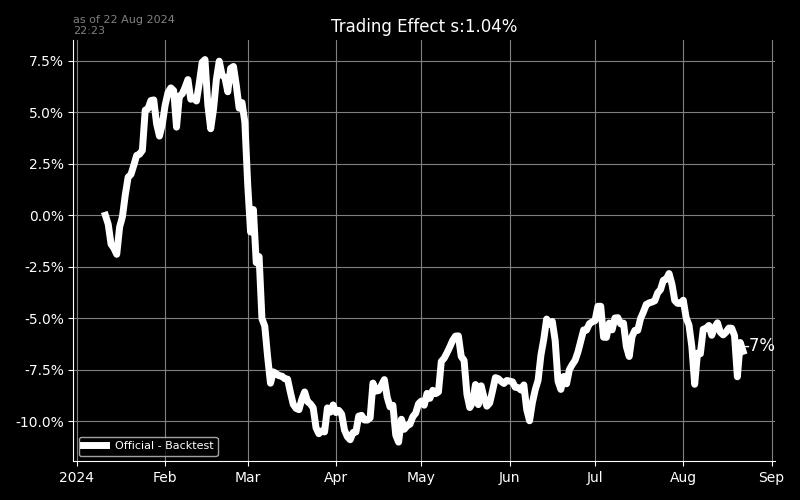 as of 22 Aug 2024
22:23
Trading Effect s:1.04%
7.5%
5.0%
2.5%
0.0%
-2.5%
-5.0%
-7%
-7.5%
-10.0%
Official - Backtest
2024 Feb Mar Apr May Jun Jul Aug Sep